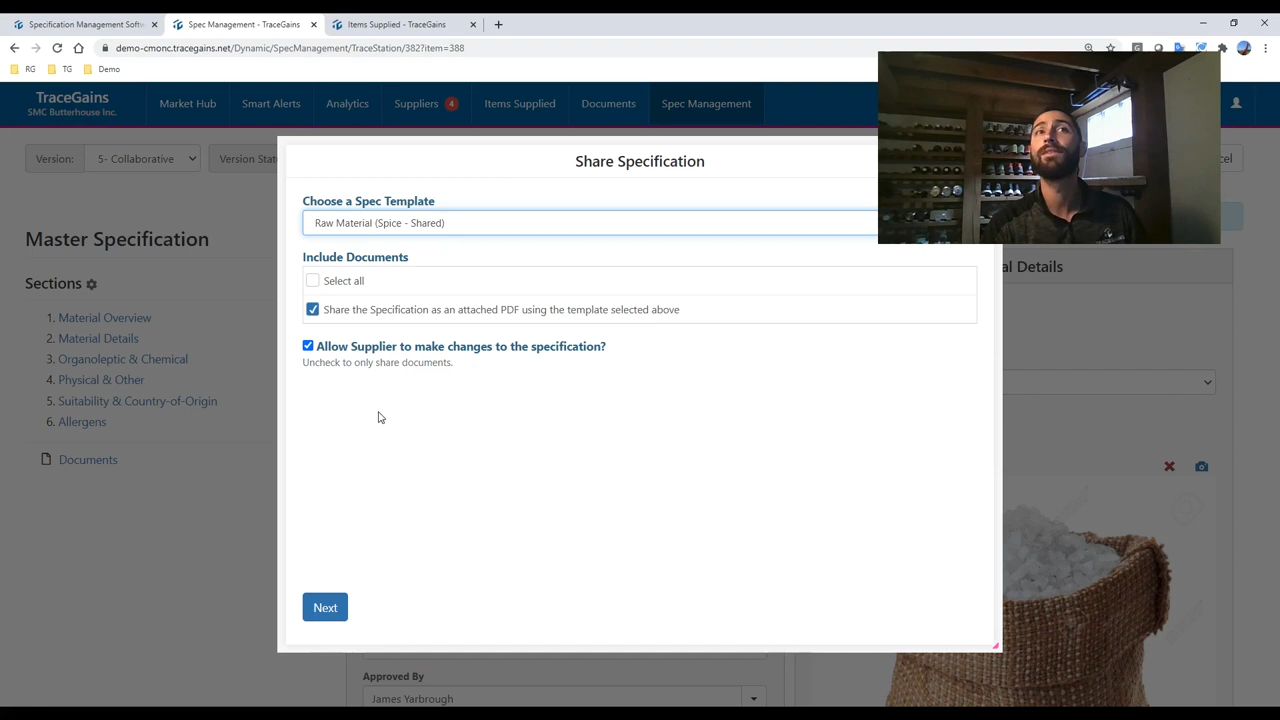 Specification Management Softw
Spec Management - TraceGains
Items Supplied - TraceGains
demo-cmonc.tracegains.net/Dynamic/SpecManagement/TraceStation/382?item=388
RG
TG
Demo
TraceGains
SMC Butterhouse Inc.
Market Hub
Smart Alerts
Analytics
Suppliers 4
Items Supplied
Documents
Spec Management
Version:
5- Collaborative
Version Stat
cel
Share Specification
Choose a Spec Template
Raw Material (Spice - Shared)
Include Documents
Select all
Share the Specification as an attached PDF using the template selected above
Allow Supplier to make changes to the specification?
Uncheck to only share documents.
Next
Master Specification
Sections
1. Material Overview
2. Material Details
3. Organoleptic & Chemical
4. Physical & Other
5. Suitability & Country-of-Origin
6. Allergens
Documents
al Details
Approved By
James Yarbrough